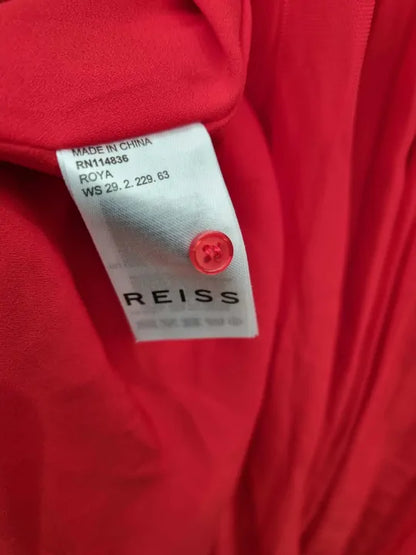 MADE IN CHINA
RN114836
ROYA
WS 29. 2. 229. 63
REISS